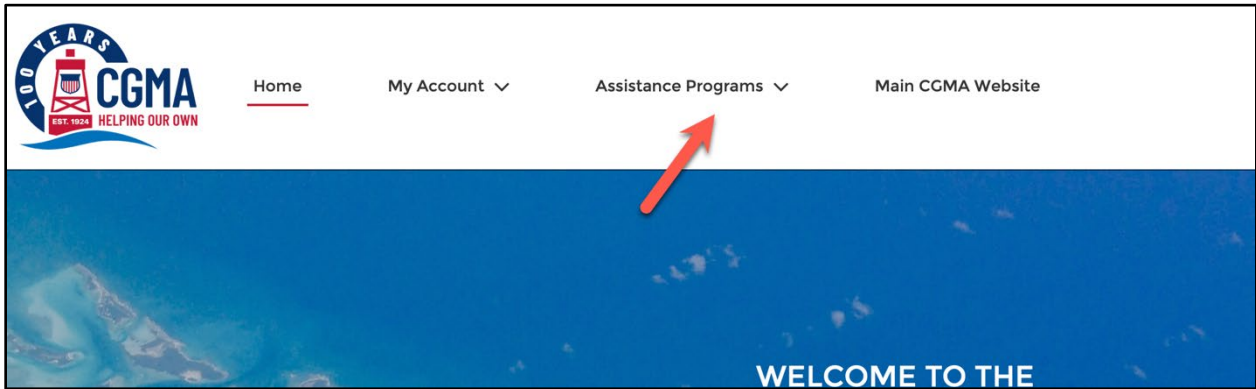 100 YEARS
CGMA
EST. 1924 HELPING OUR OWN
Home My Account Assistance Programs Main CGMA Website
WELCOME TO THE